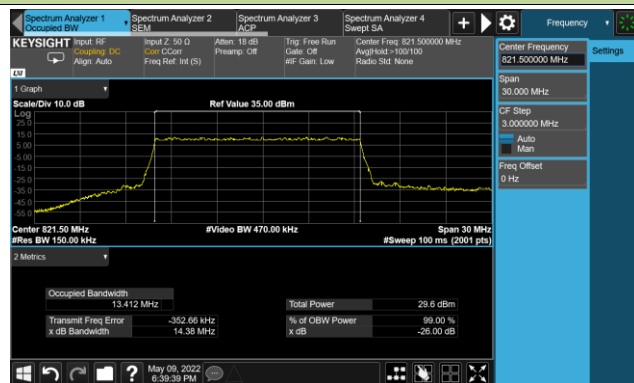 Spectrum Analyzer 1
Occupied BW
Spectrum Analyzer 2
SEM
Spectrum Analyzer 3
ACP
Spectrum Analyzer 4
Swept SA
Frequency
KEYSIGHT
Input: RF
Coupling: DC
Align: Auto
Input Z: 50 Ω
Corr CCorr
Freq Ref: Int (S)
Atten: 18 dB
Preamp: Off
Trig: Free Run
Gate: Off
#IF Gain: Low
Center Freq: 821.500000 MHz
Avg|Hold:>100/100
Radio Std: None
LXI
Center Frequency
821.500000 MHz
Settings
Span
30.000 MHz
CF Step
3.000000 MHz
Auto
Man
Freq Offset
0 Hz
1 Graph
Scale/Div 10.0 dB
Ref Value 35.00 dBm
Log
25.0
15.0
5.00
-5.00
-15.0
-25.0
-35.0
-45.0
-55.0
Center 821.50 MHz
#Video BW 470.00 kHz
Span 30 MHz
#Res BW 150.00 kHz
#Sweep 100 ms (2001 pts)
2 Metrics
Occupied Bandwidth
13.412 MHz
Total Power
29.6 dBm
Transmit Freq Error
-352.66 kHz
% of OBW Power
99.00 %
x dB Bandwidth
14.38 MHz
x dB
-26.00 dB
?
May 09, 2022
6:39:39 PM